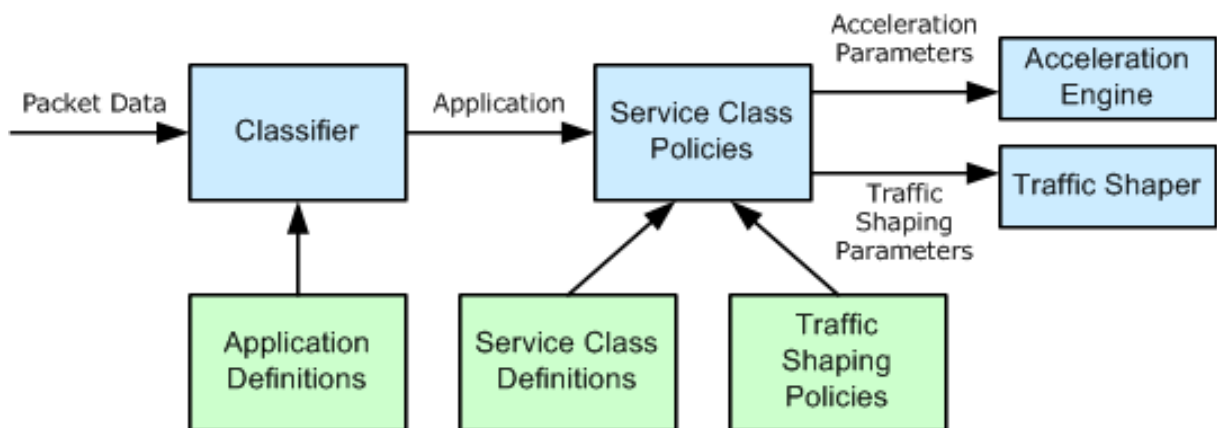 Packet Data
Classifier
Application
Service Class
Policies
Acceleration
Parameters
Acceleration
Engine
Traffic
Shaping
Parameters
Traffic Shaper
Application
Definitions
Service Class
Definitions
Traffic
Shaping
Policies